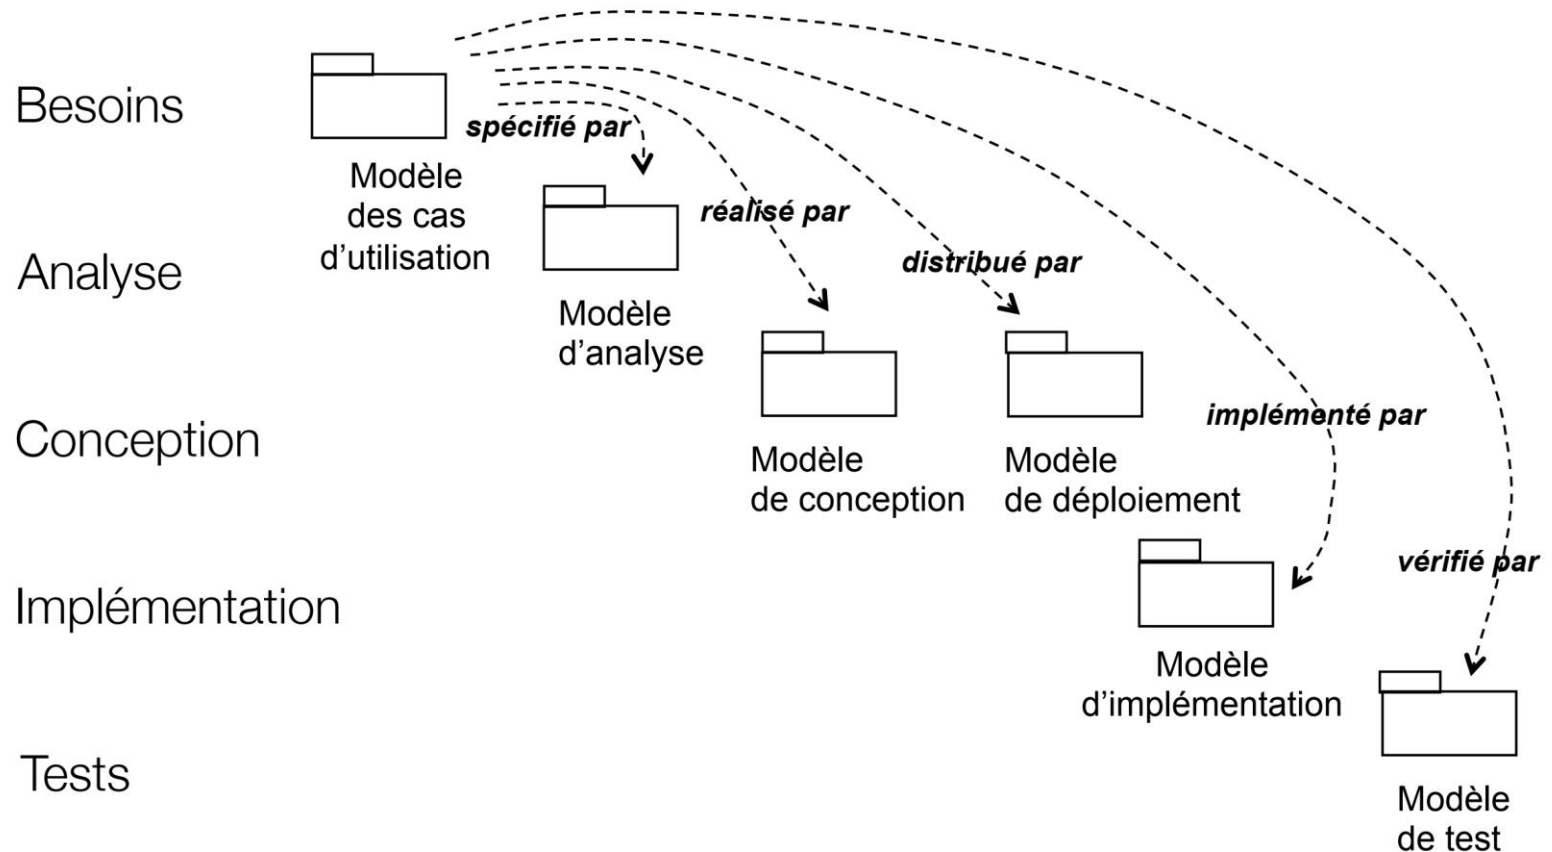 Besoins
spécifié par
Modèle
des cas
d’utilisation
réalisé par
Analyse
distribué par
Modèle
d’analyse
Conception
implémenté par
Modèle
de conception
Modèle
de déploiement
vérifié par
Implémentation
Modèle
d’implémentation
Tests
Modèle
de test